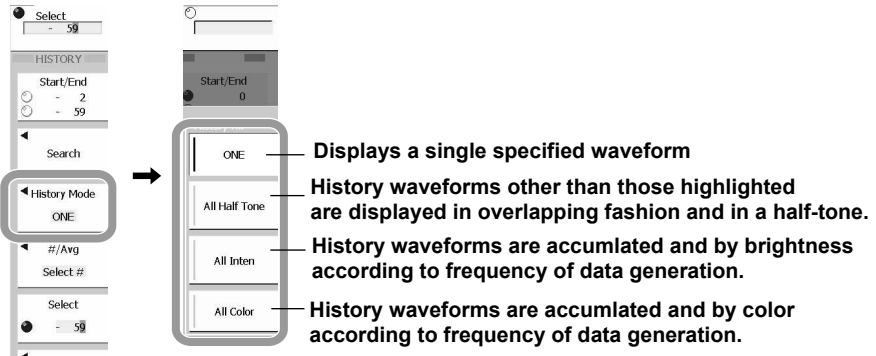 Select
- 59
HISTORY
Start/End
- 2
- 59
Search
History Mode
ONE
#/Avg
Select #
Select
- 59
Start/End
0
ONE
All Half Tone
All Inten
All Color
Displays a single specified waveform
History waveforms other than those highlighted
are displayed in overlapping fashion and in a half-tone.
History waveforms are accumlated and by brightness
according to frequency of data generation.
History waveforms are accumlated and by color
according to frequency of data generation.